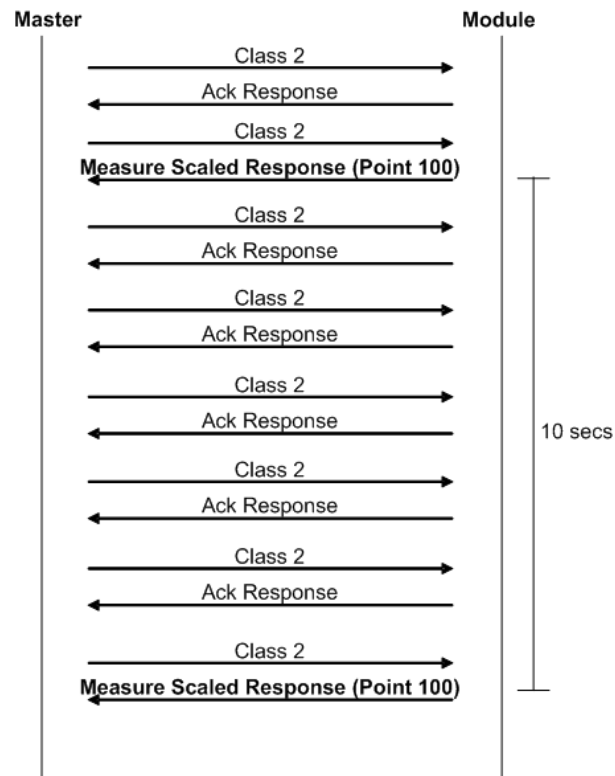 Master Module
Class 2
Ack Response
Class 2
Measure Scaled Response (Point 100)
Class 2
Ack Response
Class 2
Ack Response
Class 2
Ack Response
10 secs
Class 2
Ack Response
Class 2
Ack Response
Class 2
Measure Scaled Response (Point 100)